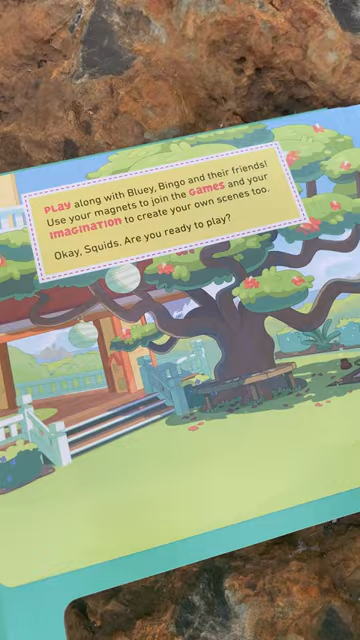 PLAY along with Bluey, Bingo and their friends!
Use your magnets to join the GAMES and your
IMAGINATION to create your own scenes too.
Okay, Squids. Are you ready to play?